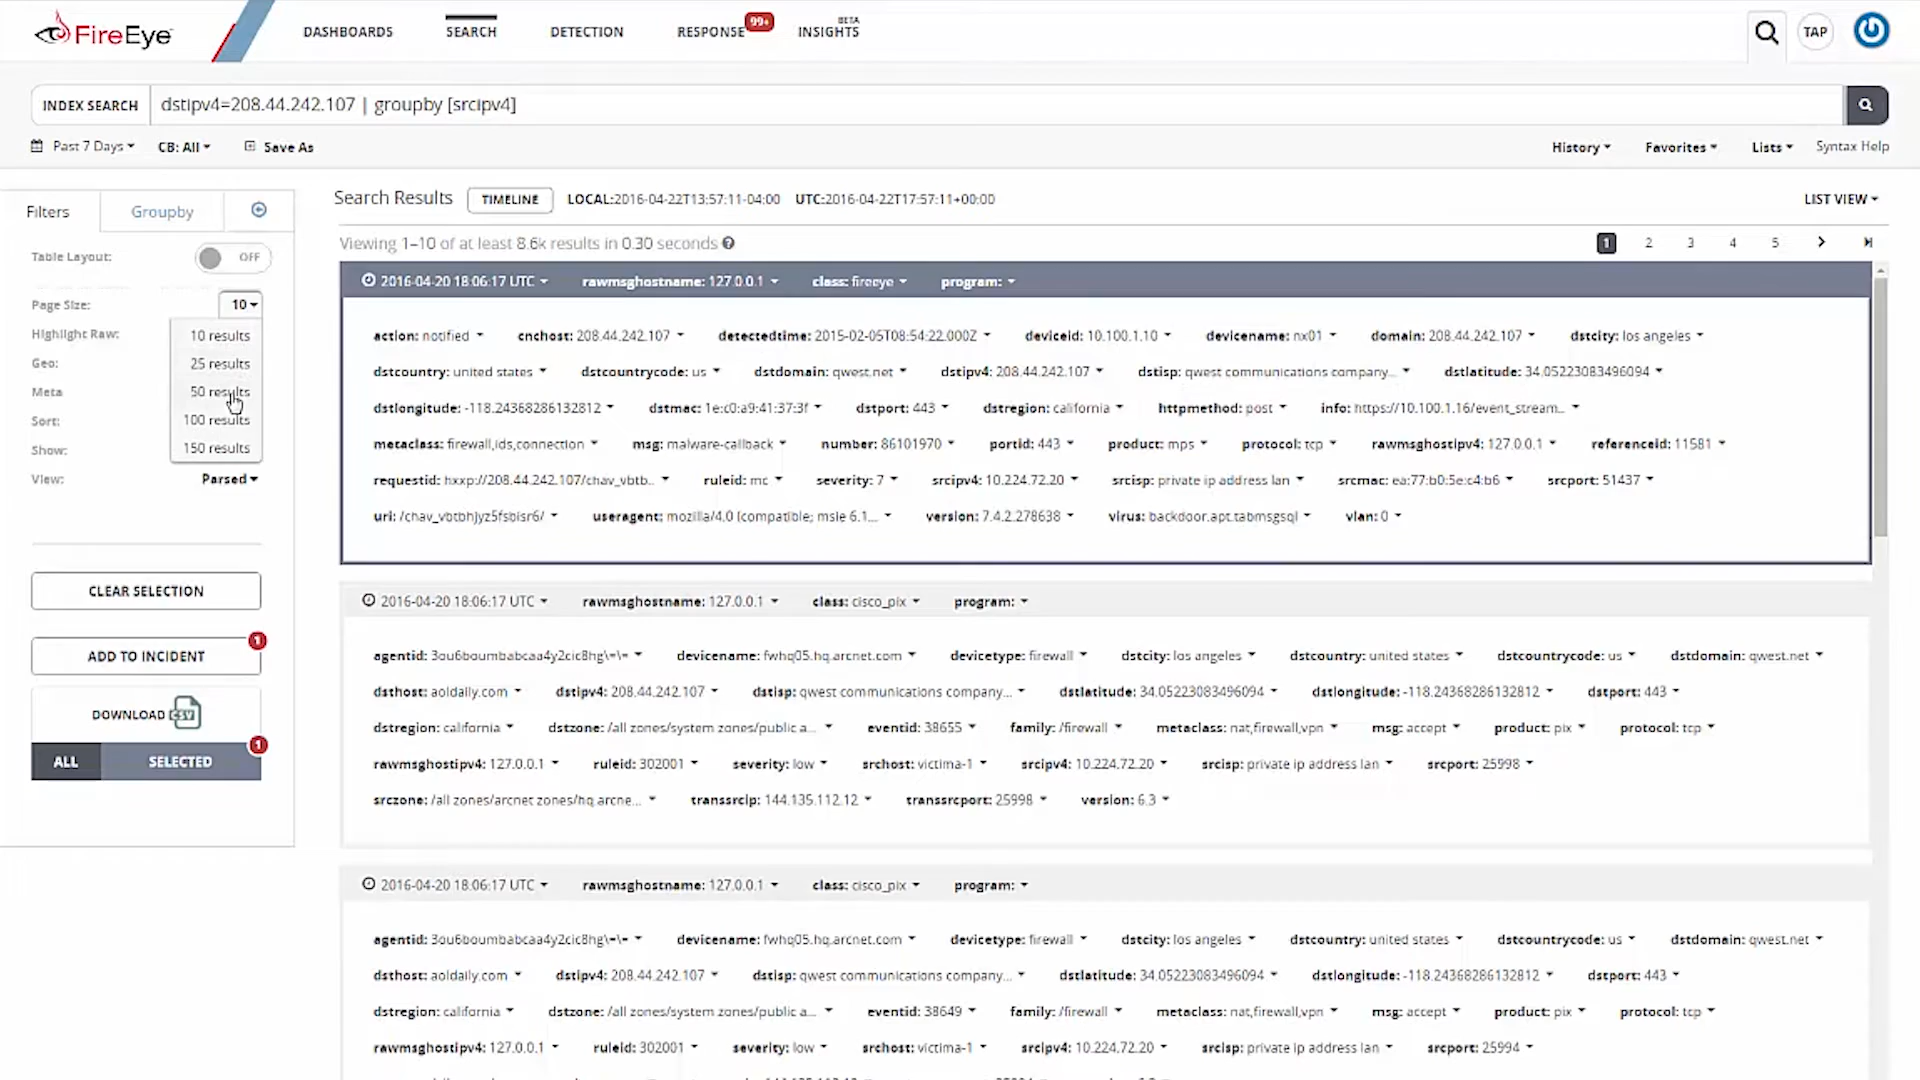 FireEye
DASHBOARDS SEARCH DETECTION RESPONSE 99+ INSIGHTS BETA TAP
INDEX SEARCH dstipv4=208.44.242.107 | groupby [srcipv4]
Past 7 Days CB: All Save As History Favorites Lists Syntax Help
Filters Groupby
Table Layout: OFF
Page Size: 10
Highlight Raw:
Geo:
Meta
Sort:
Show:
View: Parsed
10 results
25 results
50 results
100 results
150 results
CLEAR SELECTION
ADD TO INCIDENT 1
DOWNLOAD CSV
ALL SELECTED 1
Search Results TIMELINE LOCAL:2016-04-22T13:57:11-04:00 UTC:2016-04-22T17:57:11+00:00 LIST VIEW
Viewing 1–10 of at least 8.6k results in 0.30 seconds ? 1 2 3 4 5
2016-04-20 18:06:17 UTC rawmsghostname: 127.0.0.1 class: fireeye program:
action: notified cnchost: 208.44.242.107 detectedtime: 2015-02-05T08:54:22.000Z deviceid: 10.100.1.10 devicename: nx01 domain: 208.44.242.107 dstcity: los angeles
dstcountry: united states dstcountrycode: us dstdomain: qwest.net dstipv4: 208.44.242.107 dstisp: qwest communications company... dstlatitude: 34.05223083496094
dstlongitude: -118.24368286132812 dstmac: 1e:c0:a9:41:37:3f dstport: 443 dstregion: california httpmethod: post info: https://10.100.1.16/event_stream...
metaclass: firewall,ids,connection msg: malware-callback number: 86101970 portid: 443 product: mps protocol: tcp rawmsghostipv4: 127.0.0.1 referenceid: 11581
requestid: hxxp://208.44.242.107/chav_vbtb.. ruleid: mc severity: 7 srcipv4: 10.224.72.20 srcisp: private ip address lan srcmac: ea:77:b0:5e:c4:b6 srcport: 51437
uri: useragent: mozilla/4.0 (compatible; msie 6.1... version: 7.4.2.278638 virus: backdoor.apt.tabmsgsql vlan: 0
2016-04-20 18:06:17 UTC rawmsghostname: 127.0.0.1 class: cisco_pix program:
agentid: devicename: fwhq05.hq.arcnet.com devicetype: firewall dstcity: los angeles dstcountry: united states dstcountrycode: us dstdomain: qwest.net
dsthost: aoldaily.com dstipv4: 208.44.242.107 dstisp: qwest communications company... dstlatitude: 34.05223083496094 dstlongitude: -118.24368286132812 dstport: 443
dstregion: california dstzone: /all zones/system zones/public a... eventid: 38655 family: /firewall metaclass: nat,firewall,vpn msg: accept product: pix protocol: tcp
rawmsghostipv4: 127.0.0.1 ruleid: 302001 severity: low srchost: victima-1 srcipv4: 10.224.72.20 srcisp: private ip address lan srcport: 25998
srczone: /all zones/arcnet zones/hq arcne... transsrcip: 144.135.112.12 transsrcport: 25998 version: 6.3
2016-04-20 18:06:17 UTC rawmsghostname: 127.0.0.1 class: cisco_pix program:
agentid: devicename: fwhq05.hq.arcnet.com devicetype: firewall dstcity: los angeles dstcountry: united states dstcountrycode: us dstdomain: qwest.net
dsthost: aoldaily.com dstipv4: 208.44.242.107 dstisp: qwest communications company... dstlatitude: 34.05223083496094 dstlongitude: -118.24368286132812 dstport: 443
dstregion: california dstzone: /all zones/system zones/public a... eventid: 38649 family: /firewall metaclass: nat,firewall,vpn msg: accept product: pix protocol: tcp
rawmsghostipv4: 127.0.0.1 ruleid: 302001 severity: low srchost: victima-1 srcipv4: 10.224.72.20 srcisp: private ip address lan srcport: 25994